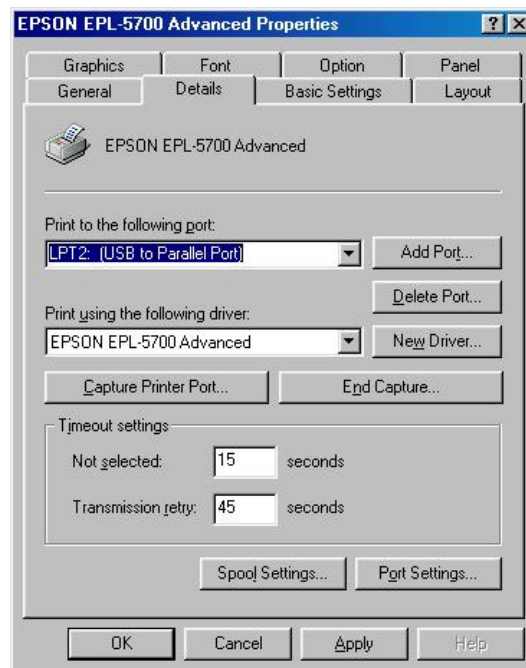 EPSON EPL-5700 Advanced Properties ? ×
Graphics Font Option Panel
General Details Basic Settings Layout
EPSON EPL-5700 Advanced
Print to the following port:
LPT2: (USB to Parallel Port) Add Port...
Delete Port...
Print using the following driver:
EPSON EPL-5700 Advanced New Driver...
Capture Printer Port... End Capture...
Timeout settings
Not selected: 15 seconds
Transmission retry: 45 seconds
Spool Settings... Port Settings...
OK Cancel Apply Help